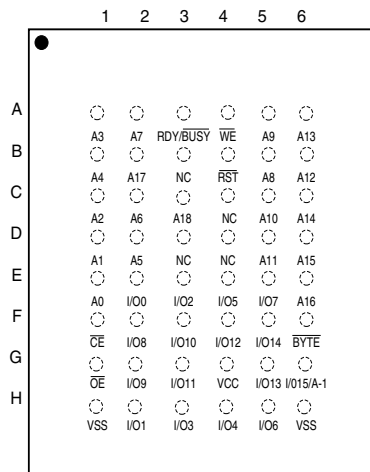 1 2 3 4 5 6
A
A3 A7 RDY/BUSY WE A9 A13
B
A4 A17 NC RST A8 A12
C
A2 A6 A18 NC A10 A14
D
A1 A5 NC NC A11 A15
E
A0 I/O0 I/O2 I/O5 I/O7 A16
F
CE I/O8 I/O10 I/O12 I/O14 BYTE
G
OE I/O9 I/O11 VCC I/O13 I/015/A-1
H
VSS I/O1 I/O3 I/O4 I/O6 VSS